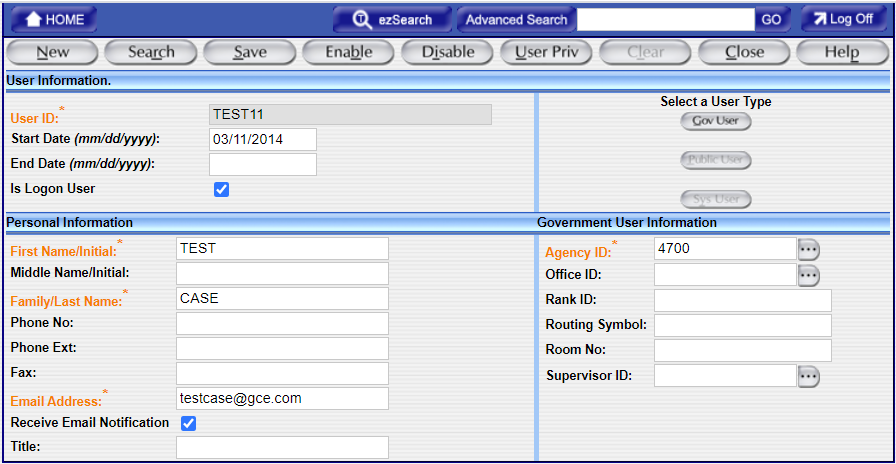 HOME ezSearch Advanced Search GO Log Off
New Search Save Enable Disable User Priv Clear Close Help
User Information.
User ID:* TEST11
Start Date (mm/dd/yyyy): 03/11/2014
End Date (mm/dd/yyyy):
Is Logon User
Select a User Type
Gov User
Public User
Sys User
Personal Information
First Name/Initial:* TEST
Middle Name/Initial:
Family/Last Name:* CASE
Phone No:
Phone Ext:
Fax:
Email Address:* testcase@gce.com
Receive Email Notification
Title:
Government User Information
Agency ID:* 4700 ...
Office ID: ...
Rank ID:
Routing Symbol:
Room No:
Supervisor ID: ...